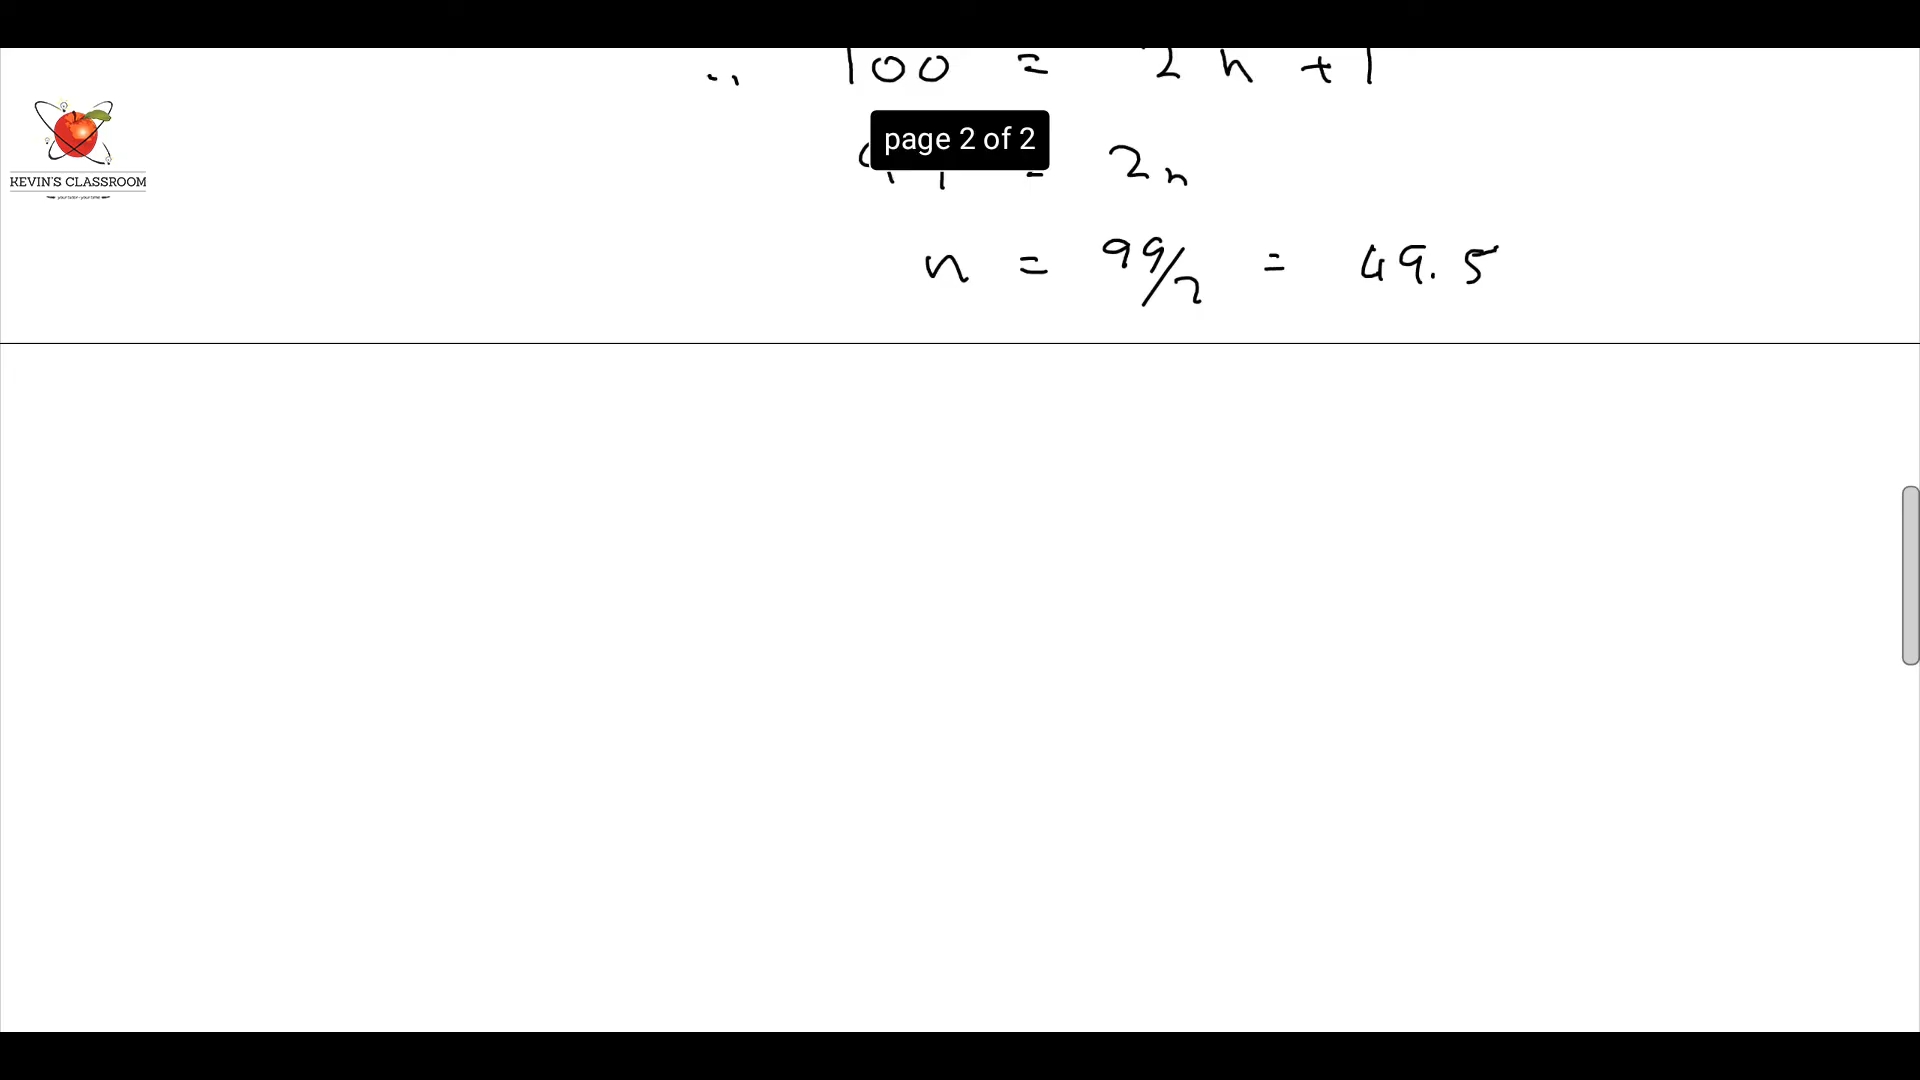 100 = 2n + 1
page 2 of 2
= 2n
n = 99/2 = 49.5
KEVIN'S CLASSROOM